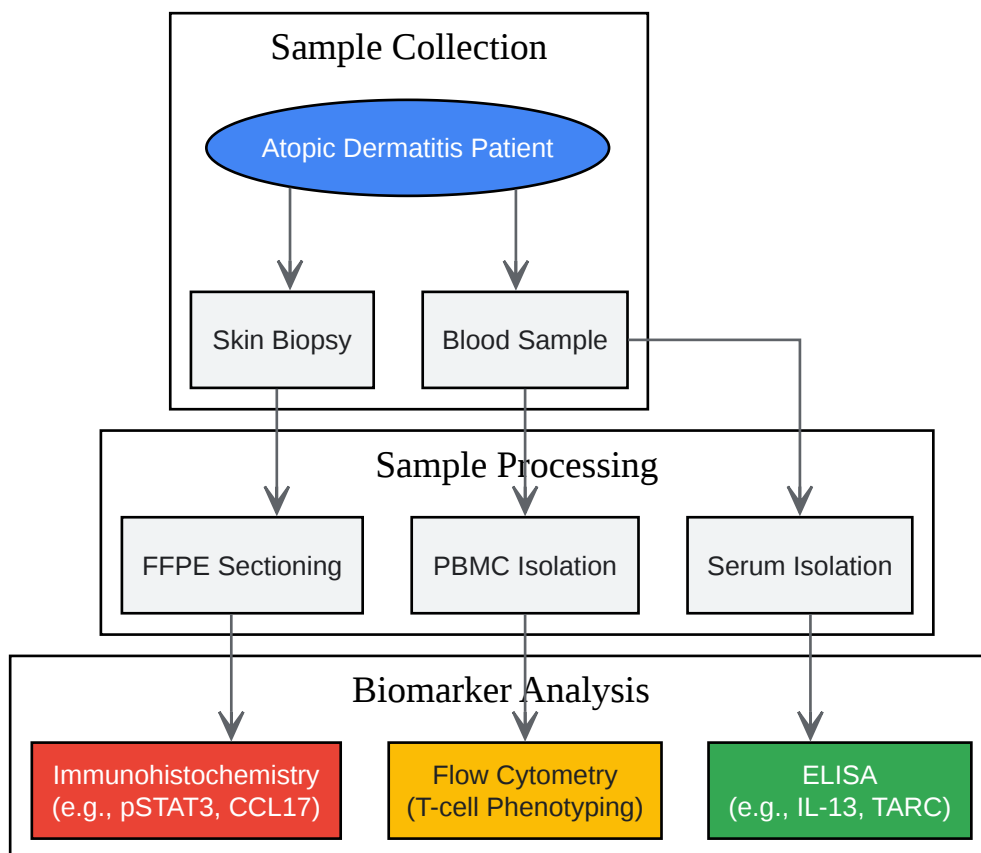 Sample Collection
Atopic Dermatitis Patient
Skin Biopsy
Blood Sample
Sample Processing
FFPE Sectioning
PBMC Isolation
Serum Isolation
Biomarker Analysis
Immunohistochemistry
(e.g., pSTAT3, CCL17)
Flow Cytometry
(T-cell Phenotyping)
ELISA
(e.g., IL-13, TARC)